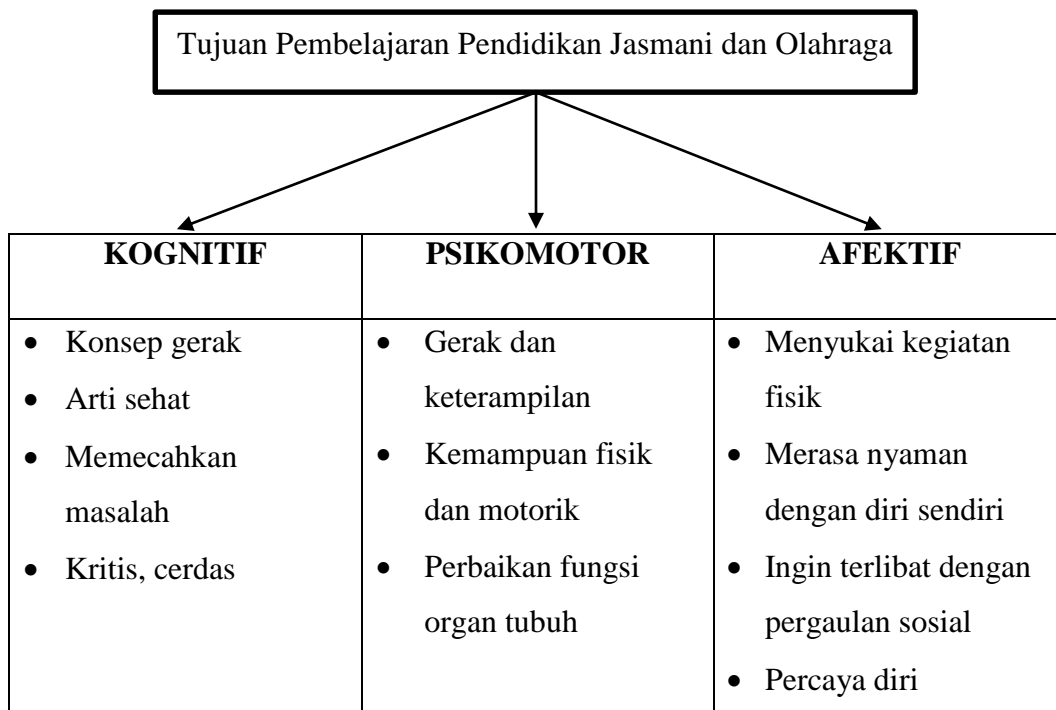 Tujuan Pembelajaran Pendidikan Jasmani dan Olahraga
KOGNITIF
PSIKOMOTOR
AFEKTIF
• Konsep gerak
• Arti sehat
• Memecahkan
masalah
• Kritis, cerdas
• Gerak dan
keterampilan
• Kemampuan fisik
dan motorik
• Perbaikan fungsi
organ tubuh
• Menyukai kegiatan
fisik
• Merasa nyaman
dengan diri sendiri
• Ingin terlibat dengan
pergaulan sosial
• Percaya diri